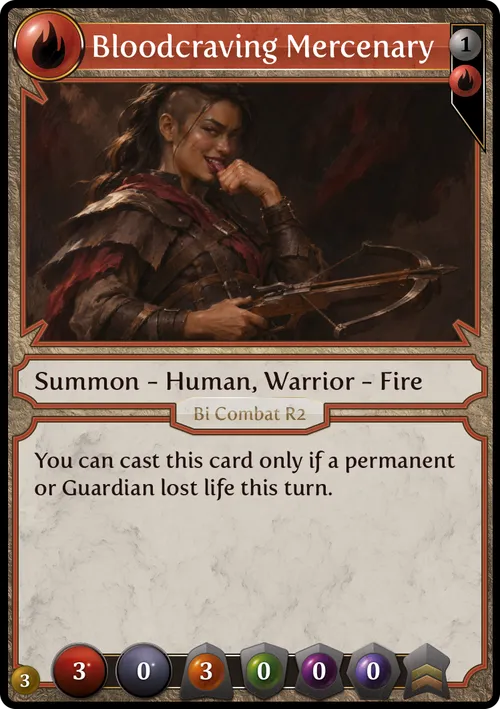 Bloodcraving Mercenary
1
Summon – Human, Warrior – Fire
Bi Combat R2
You can cast this card only if a permanent
or Guardian lost life this turn.
3 3* 0* 3 0 0 0